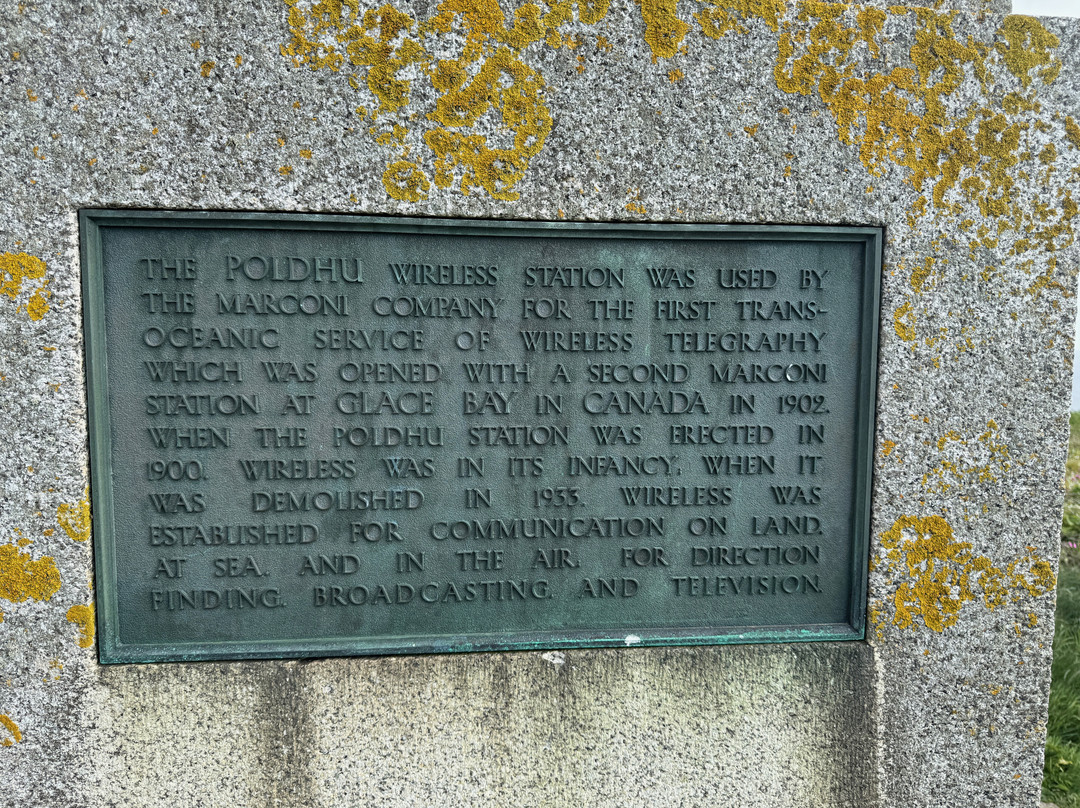 THE POLDHU WIRELESS STATION WAS USED BY
THE MARCONI COMPANY FOR THE FIRST TRANS-
OCEANIC SERVICE OF WIRELESS TELEGRAPHY
WHICH WAS OPENED WITH A SECOND MARCONI
STATION AT GLACE BAY IN CANADA IN 1902.
WHEN THE POLDHU STATION WAS ERECTED IN
1900. WIRELESS WAS IN ITS INFANCY; WHEN IT
WAS DEMOLISHED IN 1933. WIRELESS WAS
ESTABLISHED FOR COMMUNICATION ON LAND.
AT SEA. AND IN THE AIR. FOR DIRECTION
FINDING. BROADCASTING. AND TELEVISION.